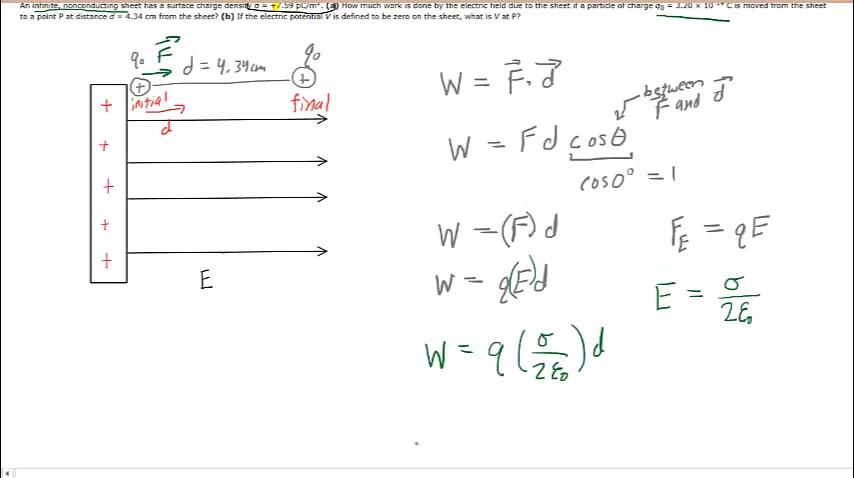 An infinite, nonconducting sheet has a surface charge density σ = +7.59 pC/m². (a) How much work is done by the electric field due to the sheet if a particle of charge q₀ = 3.20 × 10 C is moved from the sheet
to a point P at distance d = 4.34 cm from the sheet? (b) If the electric potential V is defined to be zero on the sheet, what is V at P?
q₀ F⃗ d = 4.34cm q₀
initial final
d
+
+
+
+
+
+
+
E
W = F⃗ · d⃗
between
F⃗ and d⃗
W = Fd cosθ
cos0° = 1
W = (F) d
F_E = qE
W = q(E)d
E = σ/2ε₀
W = q (σ/2ε₀) d